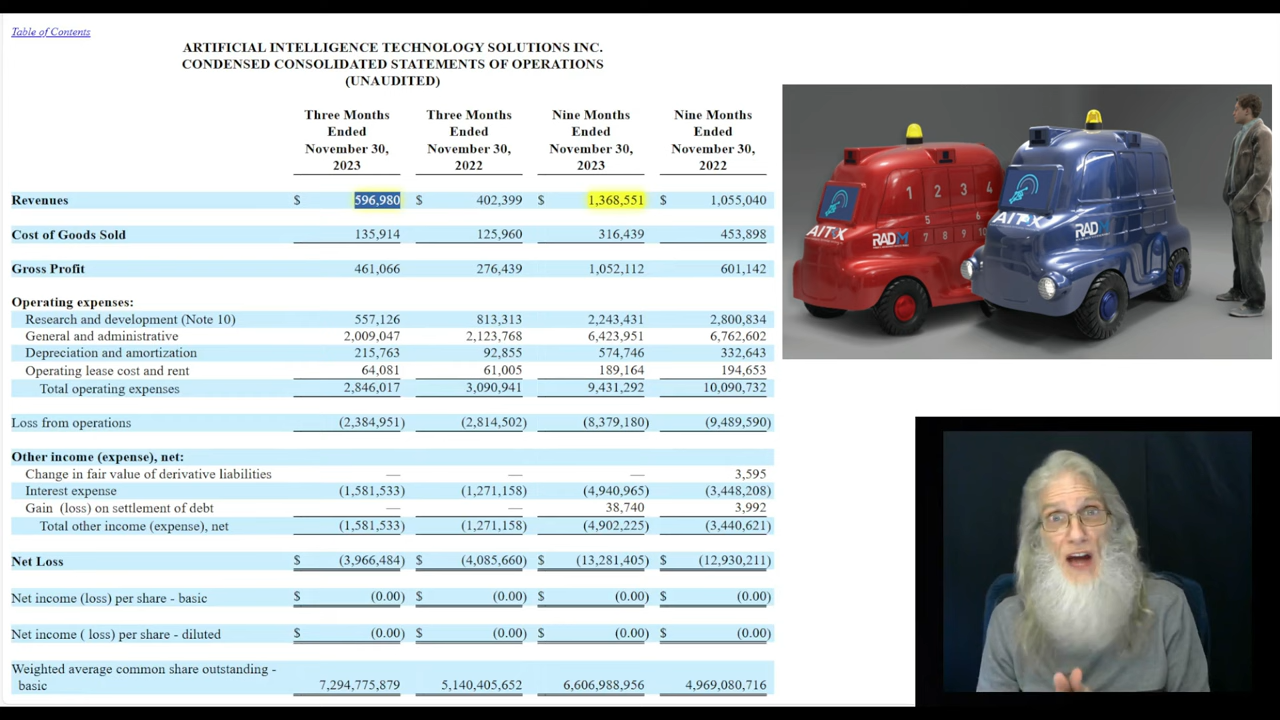 Table of Contents
ARTIFICIAL INTELLIGENCE TECHNOLOGY SOLUTIONS INC.
CONDENSED CONSOLIDATED STATEMENTS OF OPERATIONS
(UNAUDITED)
Three Months Three Months Nine Months Nine Months
Ended Ended Ended Ended
November 30, November 30, November 30, November 30,
2023 2022 2023 2022
Revenues $ 596,980 $ 402,399 $ 1,368,551 $ 1,055,040
Cost of Goods Sold 135,914 125,960 316,439 453,898
Gross Profit 461,066 276,439 1,052,112 601,142
Operating expenses:
Research and development (Note 10) 557,126 813,313 2,243,431 2,800,834
General and administrative 2,009,047 2,123,768 6,423,951 6,762,602
Depreciation and amortization 215,763 92,855 574,746 332,643
Operating lease cost and rent 64,081 61,005 189,164 194,653
Total operating expenses 2,846,017 3,090,941 9,431,292 10,090,732
Loss from operations (2,384,951) (2,814,502) (8,379,180) (9,489,590)
Other income (expense), net:
Change in fair value of derivative liabilities — — — 3,595
Interest expense (1,581,533) (1,271,158) (4,940,965) (3,448,208)
Gain (loss) on settlement of debt — — 38,740 3,992
Total other income (expense), net (1,581,533) (1,271,158) (4,902,225) (3,440,621)
Net Loss $ (3,966,484) $ (4,085,660) $ (13,281,405) $ (12,930,211)
Net income (loss) per share - basic $ (0.00) $ (0.00) $ (0.00) $ (0.00)
Net income ( loss) per share - diluted $ (0.00) $ (0.00) $ (0.00) $ (0.00)
Weighted average common share outstanding -
basic 7,294,775,879 5,140,405,652 6,606,988,956 4,969,080,716
1 2 3 4
5 6
7 8 9 10
AITX
RAD M
AITX
RAD M